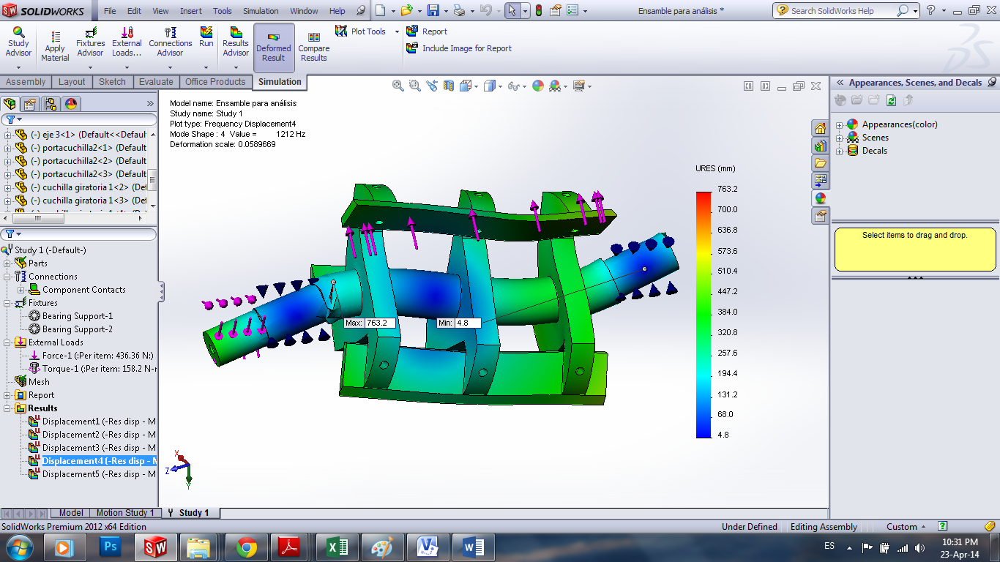 SOLIDWORKS File Edit View Insert Tools Simulation Window Help Ensamble para análisis * Search SolidWorks Help
Study Advisor
Apply Material
Fixtures Advisor
External Loads...
Connections Advisor
Run
Results Advisor
Deformed Result
Compare Results
Plot Tools
Report
Include Image for Report
Assembly Layout Sketch Evaluate Office Products Simulation
(-) eje 3<1> (Default<<Defaul
(-) portacuchilla2<1> (Default
(-) portacuchilla2<2> (Default
(-) portacuchilla2<3> (Default
(-) cuchilla giratoria 1<2> (Def
(-) cuchilla giratoria 1<3> (Def
Study 1 (-Default-)
Parts
Connections
Component Contacts
Fixtures
Bearing Support-1
Bearing Support-2
External Loads
Force-1 (:Per item: 436.36 N:)
Torque-1 (:Per item: 158.2 N-
Mesh
Report
Results
Displacement1 (-Res disp - M
Displacement2 (-Res disp - M
Displacement3 (-Res disp - M
Displacement4 (-Res disp - M
Displacement5 (-Res disp - M
Model name: Ensamble para análisis
Study name: Study 1
Plot type: Frequency Displacement4
Mode Shape : 4 Value = 1212 Hz
Deformation scale: 0.0589669
Max: 763.2
Min: 4.8
X
Z
Y
URES (mm)
763.2
700.0
636.8
573.6
510.4
447.2
384.0
320.8
257.6
194.4
131.2
68.0
4.8
Appearances, Scenes, and Decals
Appearances(color)
Scenes
Decals
Select items to drag and drop.
Model Motion Study 1 Study 1
SolidWorks Premium 2012 x64 Edition Under Defined Editing Assembly Custom
Ps SW
ES
10:31 PM
23-Apr-14